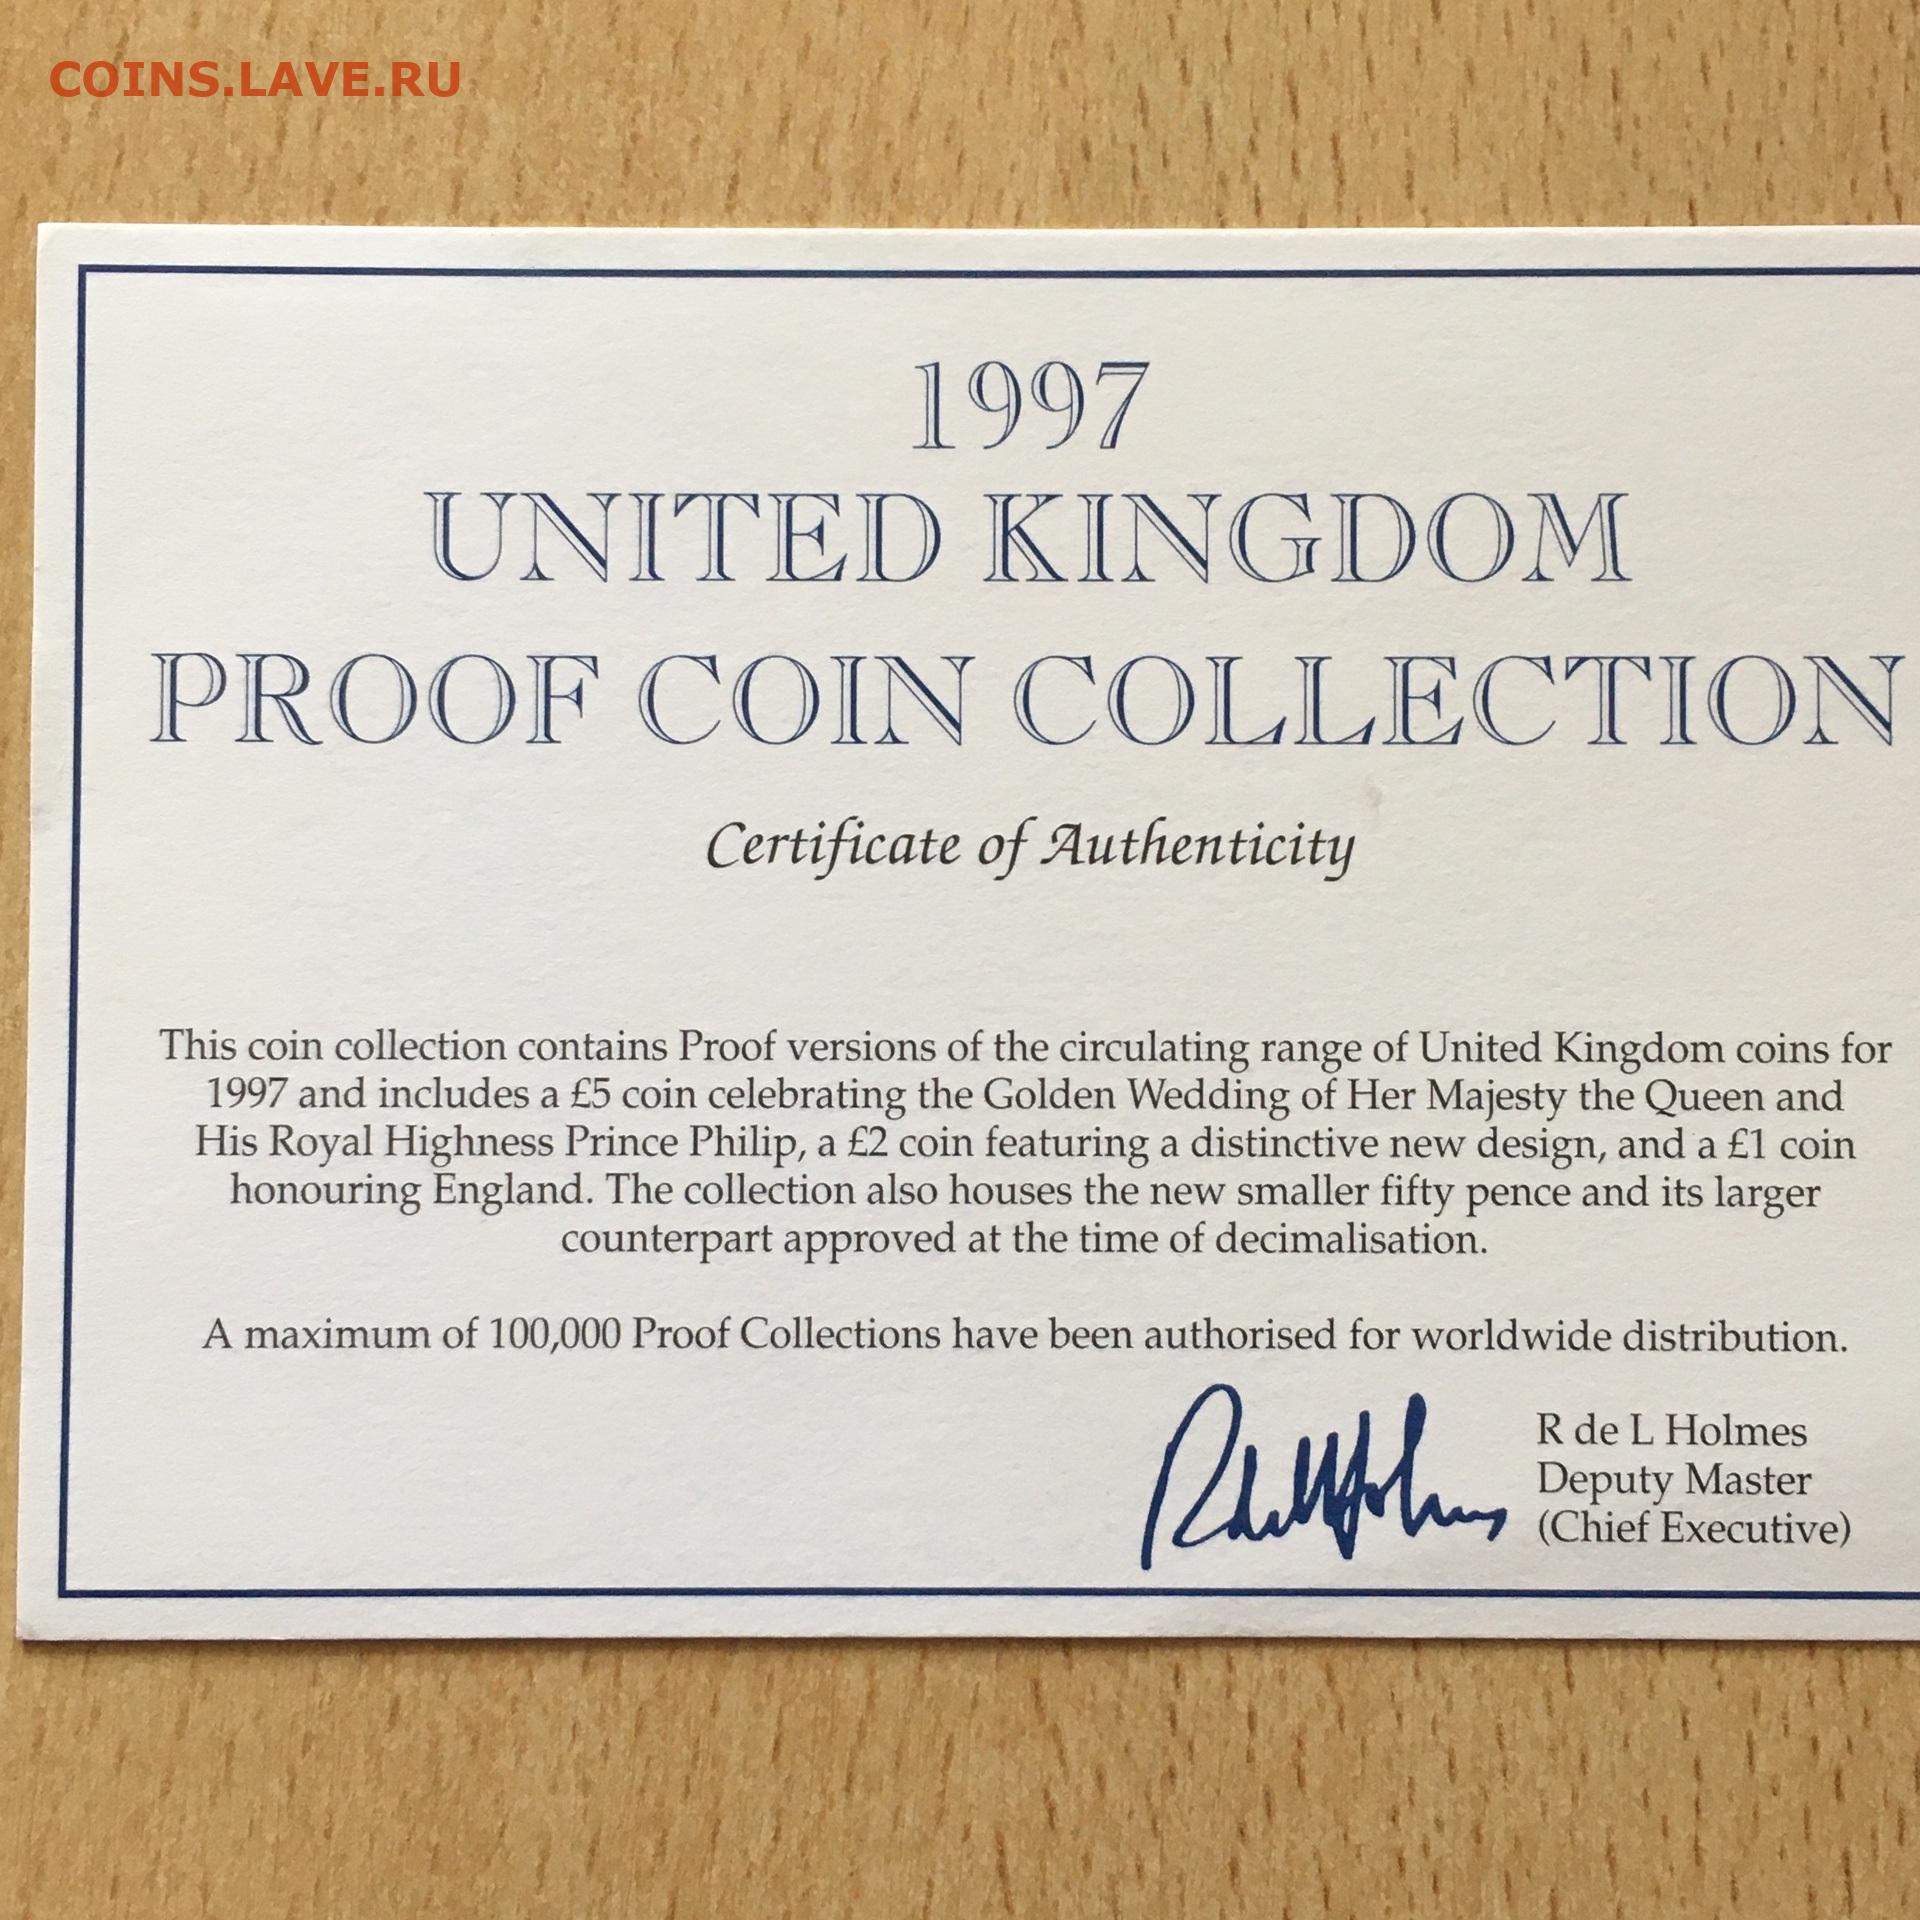 COINS.LAVE.RU
1997
UNITED KINGDOM
PROOF COIN COLLECTION
Certificate of Authenticity
This coin collection contains Proof versions of the circulating range of United Kingdom coins for
1997 and includes a £5 coin celebrating the Golden Wedding of Her Majesty the Queen and
His Royal Highness Prince Philip, a £2 coin featuring a distinctive new design, and a £1 coin
honouring England. The collection also houses the new smaller fifty pence and its larger
counterpart approved at the time of decimalisation.
A maximum of 100,000 Proof Collections have been authorised for worldwide distribution.
R de L Holmes
Deputy Master
(Chief Executive)